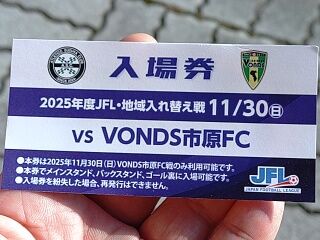 入場券
VONDS
2025年度JFL・地域入れ替え戦 11/30(日)
VS VONDS市原FC
●本券は2025年11月30日(日)VONDS市原FC戦のみ利用可能です。
●本券でメインスタンド、バックスタンド、ゴール裏に入場可能です。
●入場券を紛失した場合、再発行はできません。
JFL
JAPAN FOOTBALL LEAGUE